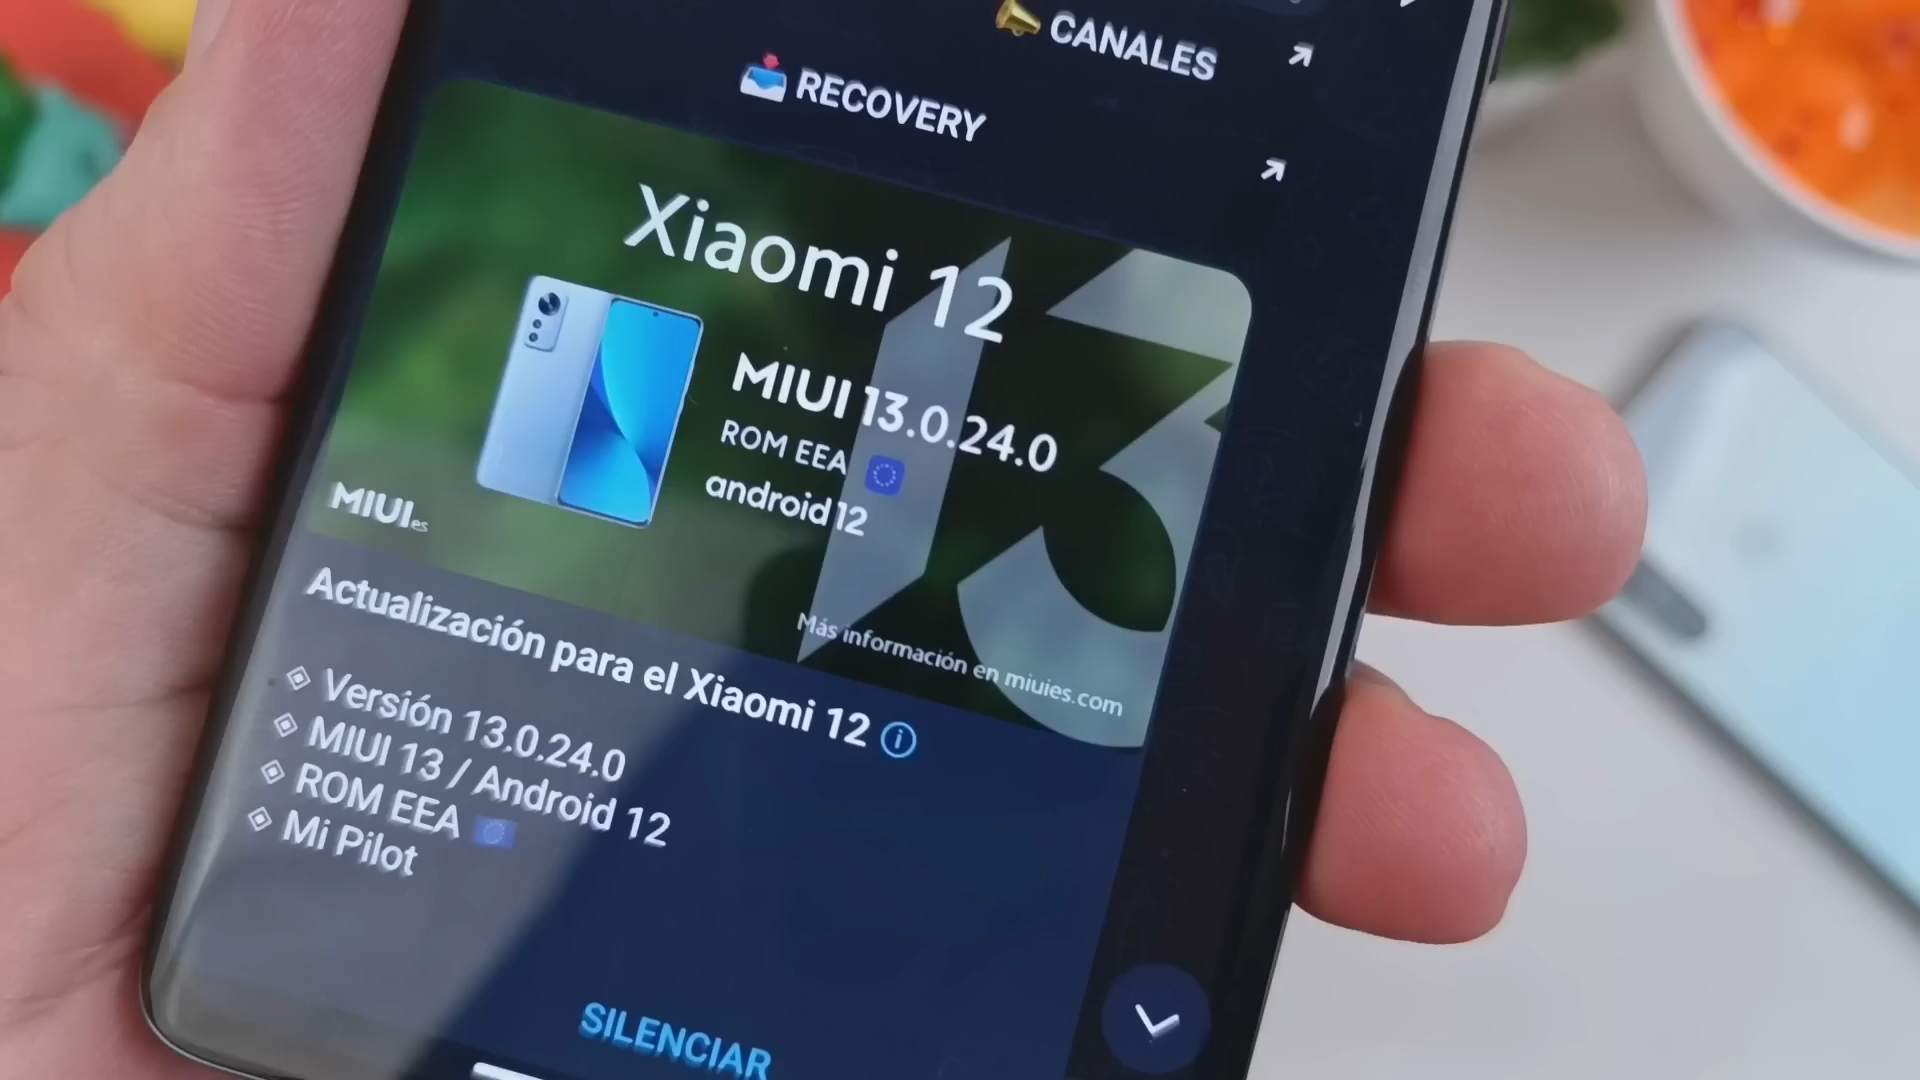 CANALES
RECOVERY
Xiaomi 12
MIUI 13.0.24.0
ROM EEA
android 12
MIUIes
Más información en miuies.com
Actualización para el Xiaomi 12
Versión 13.0.24.0
MIUI 13 / Android 12
ROM EEA
Mi Pilot
SILENCIAR